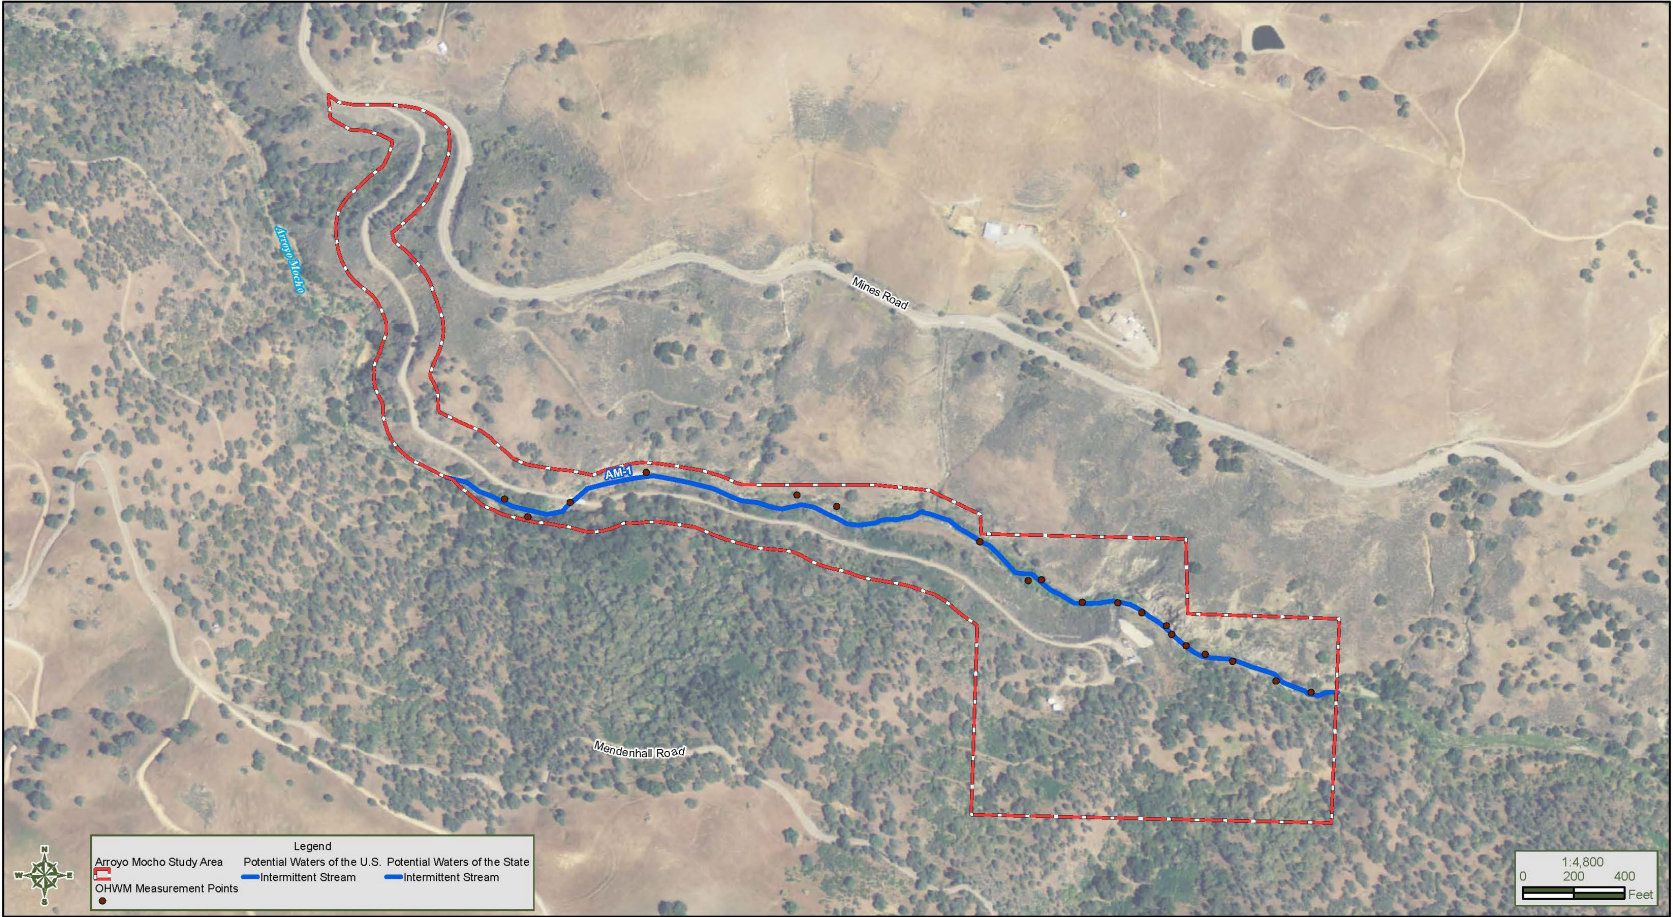 Arroyo Mocho
Mines Road
AM-1
Mendenhall Road
Legend
Arroyo Mocho Study Area
OHWM Measurement Points
Potential Waters of the U.S.
Intermittent Stream
Potential Waters of the State
Intermittent Stream
N
W E
S
1:4,800
0 200 400
Feet